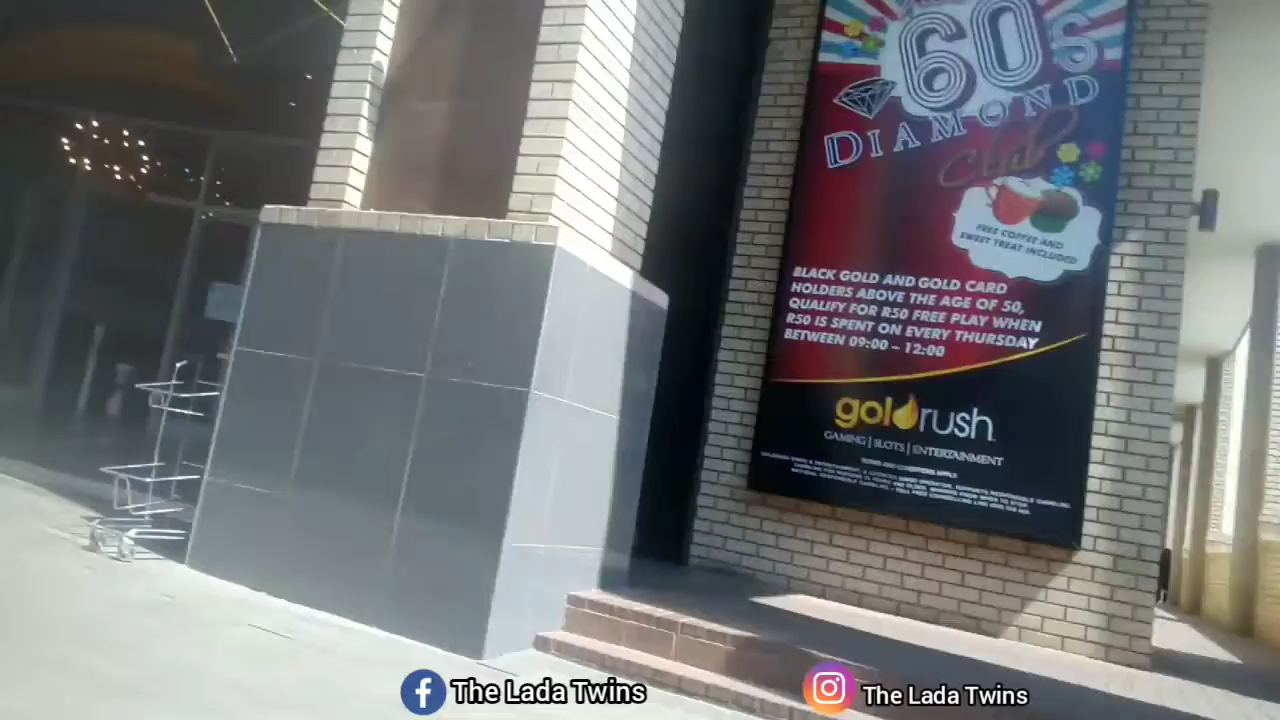 60s
DIAMOND
Club
FREE COFFEE AND
SWEET TREAT INCLUDED
BLACK GOLD AND GOLD CARD
HOLDERS ABOVE THE AGE OF 50,
QUALIFY FOR R50 FREE PLAY WHEN
R50 IS SPENT ON EVERY THURSDAY
BETWEEN 09:00 – 12:00
goldrush
GAMING | SLOTS | ENTERTAINMENT
TERMS AND CONDITIONS APPLY
The Lada Twins
The Lada Twins